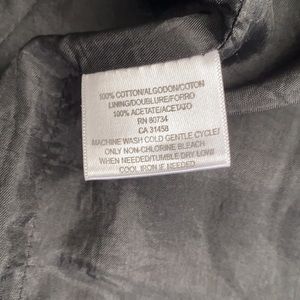 100% COTTON/ALGODON/COTON
LINING/DOUBLURE/FORRO
100% ACETATE/ACETATO
RN 80734
CA 31458
MACHINE WASH COLD GENTLE CYCLE/
ONLY NON-CHLORINE BLEACH
WHEN NEEDED/TUMBLE DRY LOW/
COOL IRON IF NEEDED